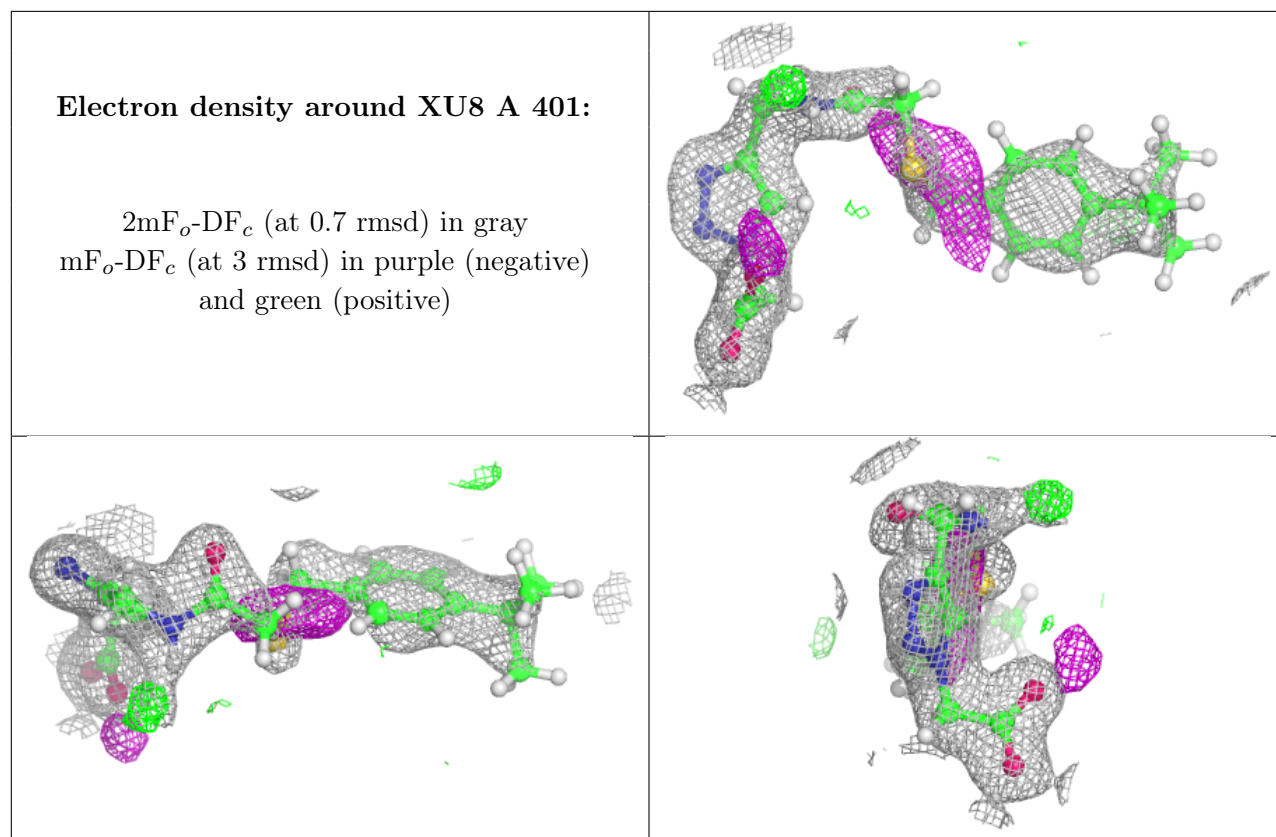 Electron density around XU8 A 401:
2mFₒ-DF𝒸 (at 0.7 rmsd) in gray
mFₒ-DF𝒸 (at 3 rmsd) in purple (negative)
and green (positive)